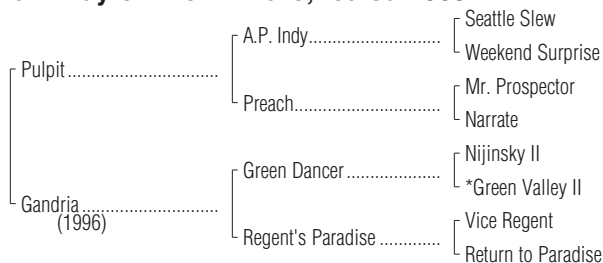 Seattle Slew
A.P. Indy
Weekend Surprise
Pulpit
Mr. Prospector
Preach
Narrate
Nijinsky II
Green Dancer
*Green Valley II
Gandria
(1996)
Vice Regent
Regent's Paradise
Return to Paradise